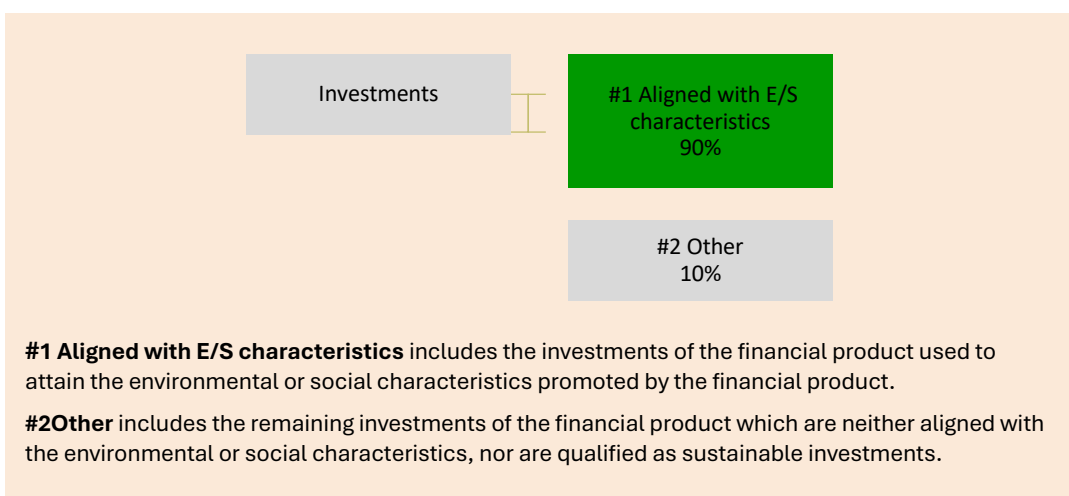 Investments
#1 Aligned with E/S
characteristics
90%
#2 Other
10%
#1 Aligned with E/S characteristics includes the investments of the financial product used to
attain the environmental or social characteristics promoted by the financial product.
#2Other includes the remaining investments of the financial product which are neither aligned with
the environmental or social characteristics, nor are qualified as sustainable investments.